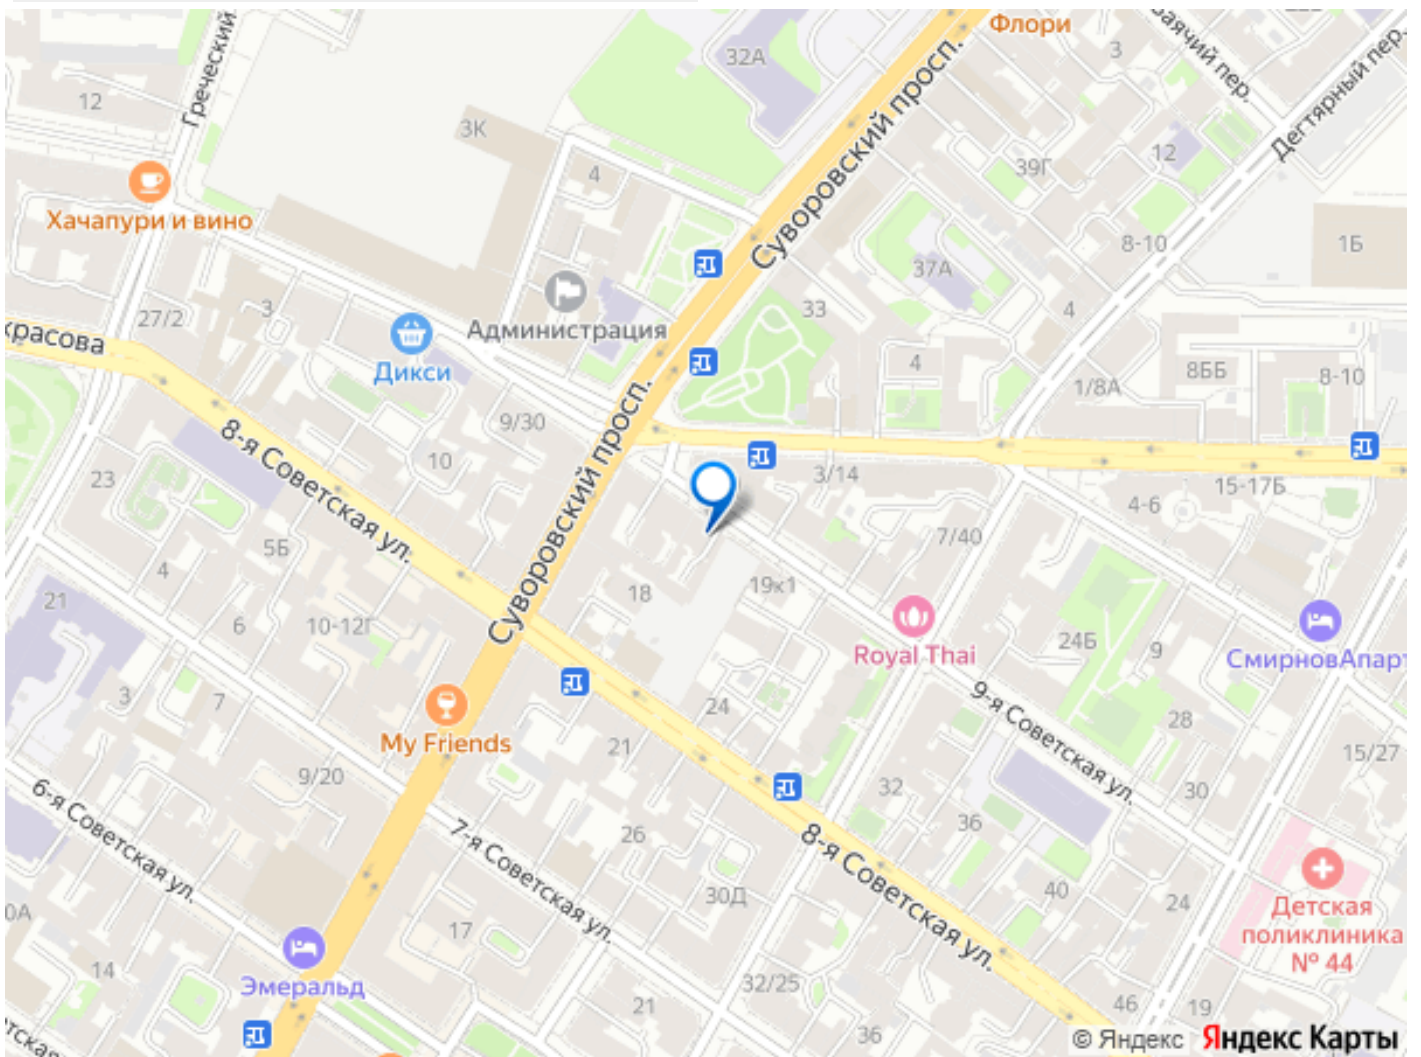 Флори
32А
3
Заячий пер.
Греческий
12
3К
Суворовский просп.
Дегтярный пер.
12
39Г
4
Хачапури и вино
8-10
1Б
37А
Администрация
27/2
3
33
4
красова
Дикси
4
8ББ
8-10
1/8А
9/30
8-я Советская ул.
10
Суворовский просп.
23
3/14
15-17Б
4-6
5Б
7/40
4
18
19к1
21
6
10-12Г
24Б
9
Royal Thai
СмирновАпарт
3
7
24
9-я Советская ул.
28
My Friends
21
15/27
9/20
32
30
6-я Советская ул.
7-я Советская ул.
26
36
8-я Советская ул.
30Д
40
24
Детская
поликлиника
№ 44
0А
17
14
Эмеральд
32/25
21
46
19
36
© Яндекс Яндекс Карты